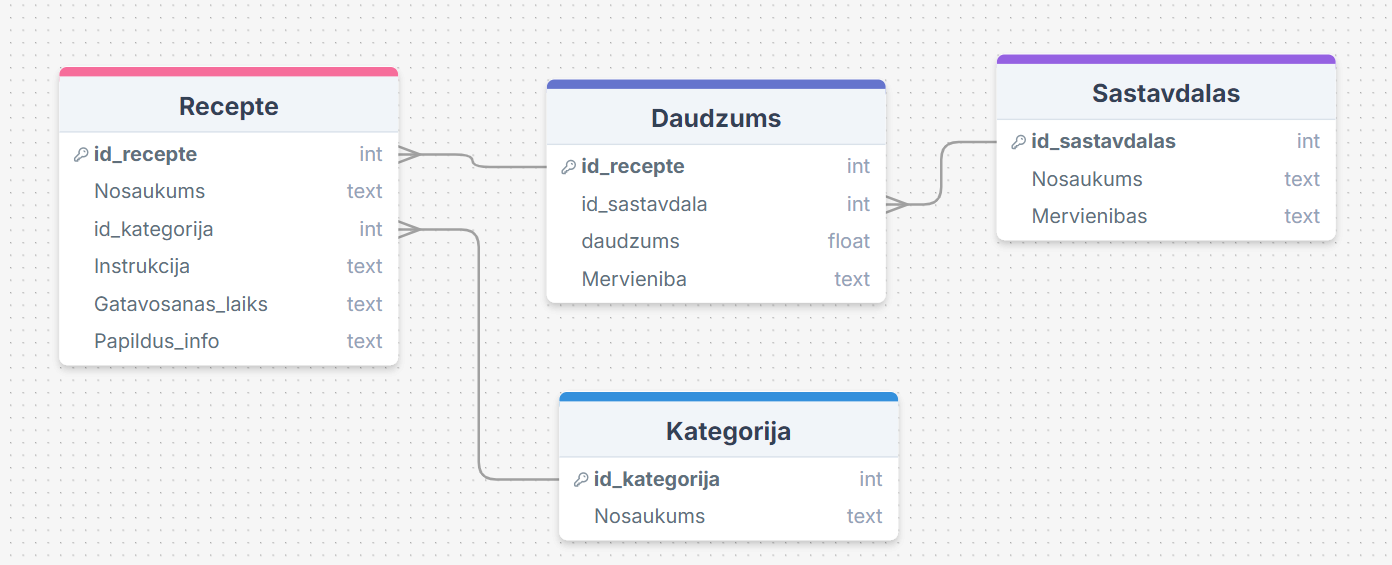 Recepte
id_recepte int
Nosaukums text
id_kategorija int
Instrukcija text
Gatavosanas_laiks text
Papildus_info text
Daudzums
id_recepte int
id_sastavdala int
daudzums float
Mervieniba text
Sastavdalas
id_sastavdalas int
Nosaukums text
Mervienibas text
Kategorija
id_kategorija int
Nosaukums text